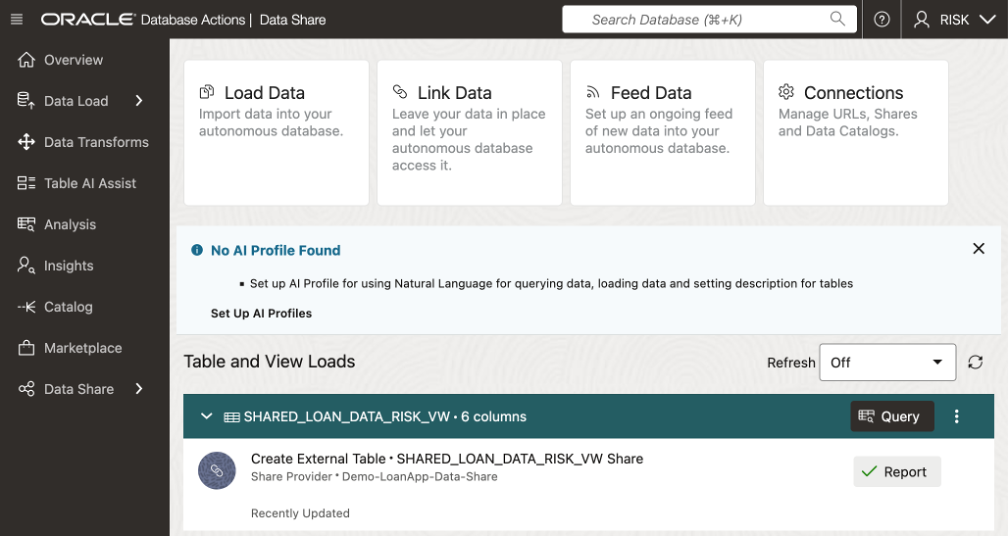 ORACLE Database Actions | Data Share
Search Database (⌘+K)
RISK
Overview
Data Load
Data Transforms
Table AI Assist
Analysis
Insights
Catalog
Marketplace
Data Share
Load Data
Import data into your
autonomous database.
Link Data
Leave your data in place
and let your
autonomous database
access it.
Feed Data
Set up an ongoing feed
of new data into your
autonomous database.
Connections
Manage URLs, Shares
and Data Catalogs.
No AI Profile Found
▪ Set up AI Profile for using Natural Language for querying data, loading data and setting description for tables
Set Up AI Profiles
Table and View Loads
Refresh Off
SHARED_LOAN_DATA_RISK_VW • 6 columns
Query
Create External Table • SHARED_LOAN_DATA_RISK_VW Share
Share Provider • Demo-LoanApp-Data-Share
Report
Recently Updated